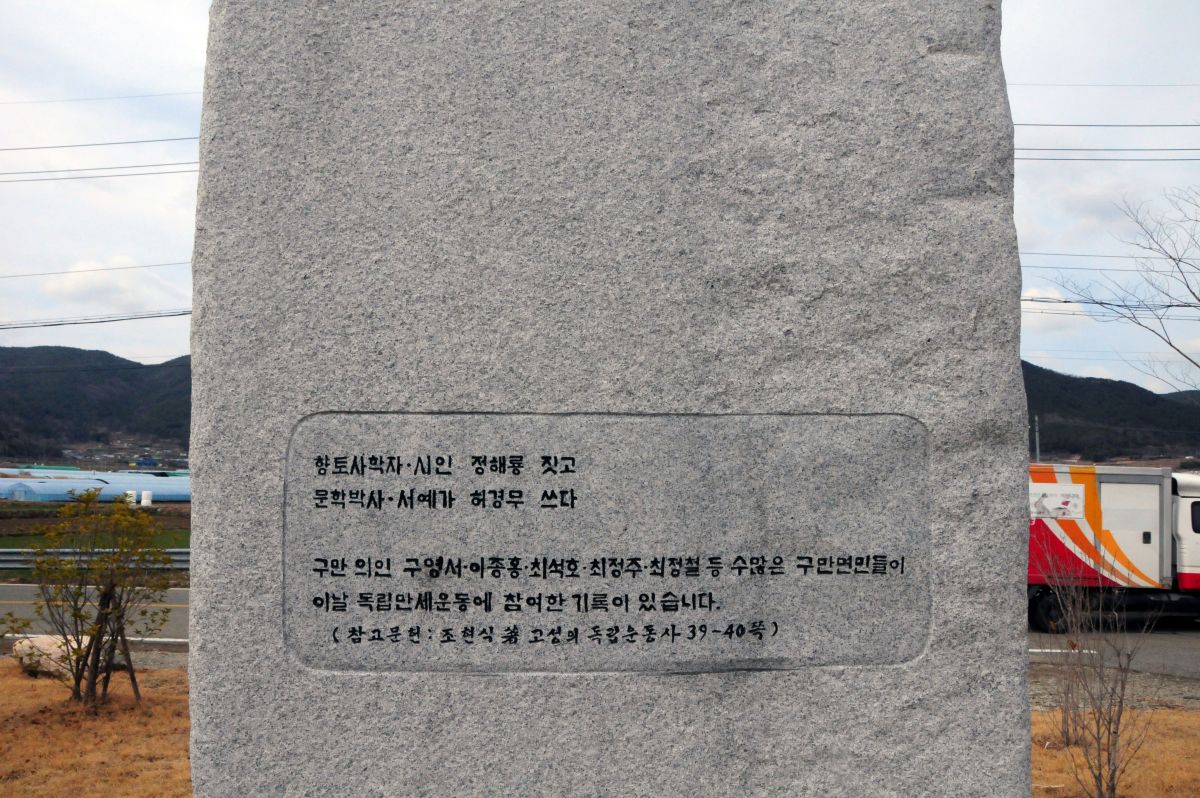 향토사학자·시인 정해룡 짓고
문학박사·서예가 허경무 쓰다
구만 의인 구영서·이종홍·최석호·최정주·최정철 등 수많은 구만면민들이
이날 독립만세운동에 참여한 기록이 있습니다.
(참고문헌: 조현식 著 고성의 독립운동사 39-40쪽)